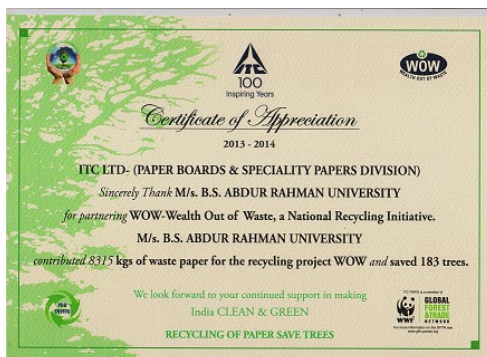 ITC
100
Inspiring Years
WOW
WEALTH OUT OF WASTE
Certificate of Appreciation
2013 - 2014
ITC LTD- (PAPER BOARDS & SPECIALITY PAPERS DIVISION)
Sincerely Thank M/s. B.S. ABDUR RAHMAN UNIVERSITY
for partnering WOW-Wealth Out of Waste, a National Recycling Initiative.
M/s. B.S. ABDUR RAHMAN UNIVERSITY
contributed 8315 kgs of waste paper for the recycling project WOW and saved 183 trees.
We look forward to your continued support in making
India CLEAN & GREEN
RECYCLING OF PAPER SAVE TREES
WWF
GLOBAL
FOREST
& TRADE
NETWORK